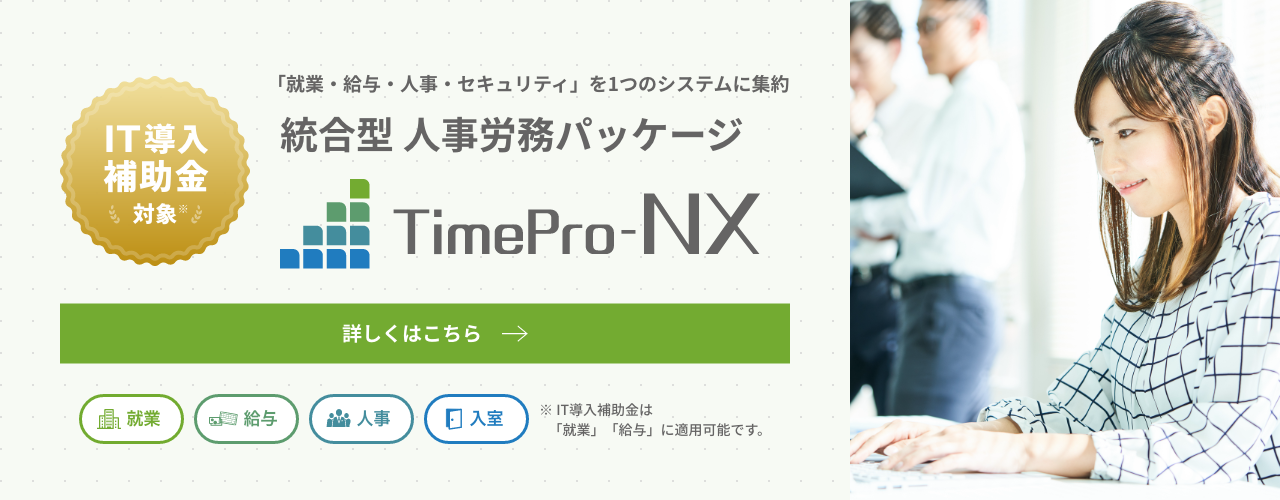 IT導入
補助金
対象※
「就業・給与・人事・セキュリティ」を1つのシステムに集約
統合型 人事労務パッケージ
TimePro-NX
詳しくはこちら
就業
給与
人事
入室
※ IT導入補助金は
「就業」「給与」に適用可能です。